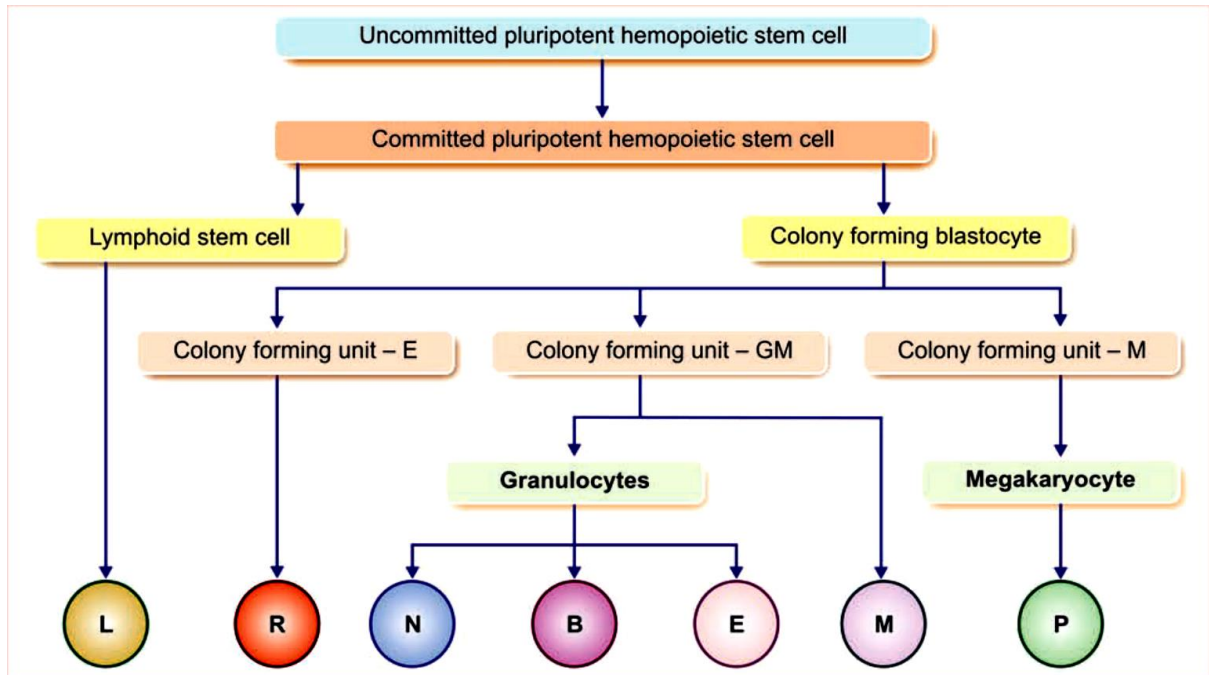 Uncommitted pluripotent hemopoietic stem cell
Committed pluripotent hemopoietic stem cell
Lymphoid stem cell
Colony forming blastocyte
Colony forming unit – E
Colony forming unit – GM
Colony forming unit – M
Granulocytes
Megakaryocyte
L
R
N
B
E
M
P